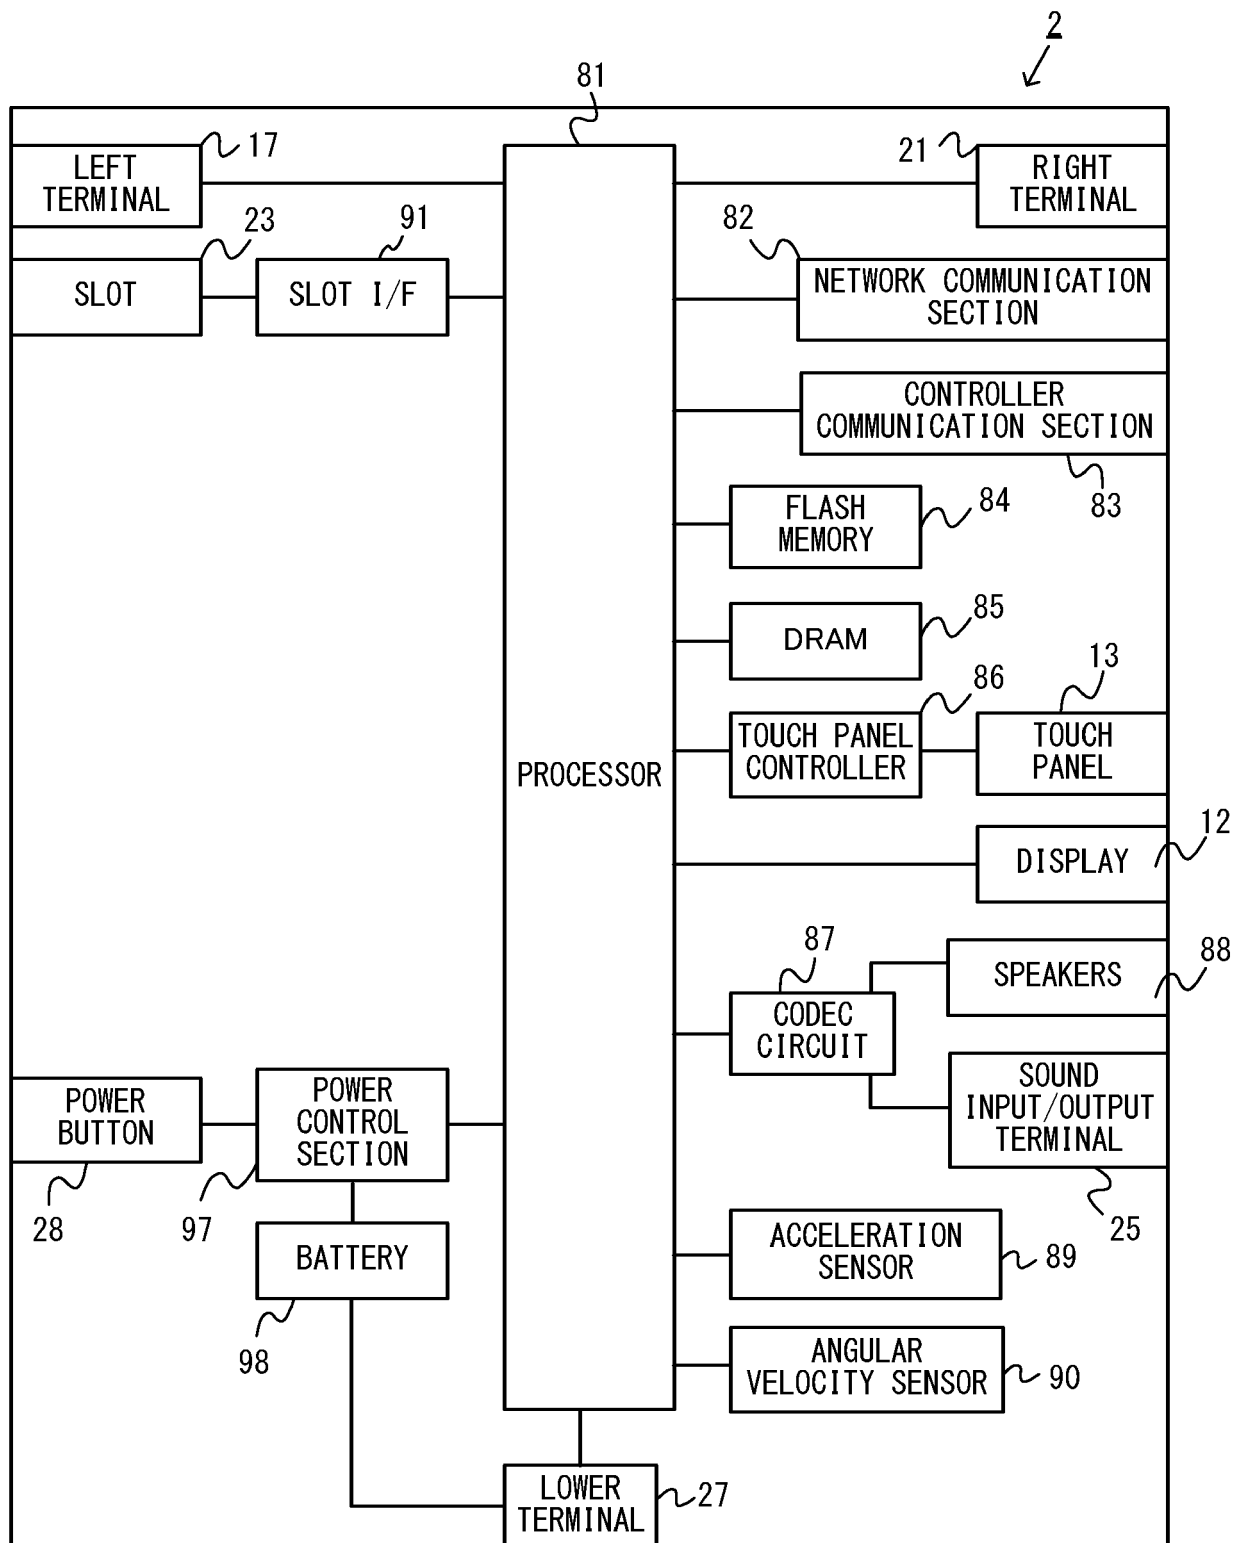 2
81
17
LEFT
TERMINAL
21
RIGHT
TERMINAL
23
SLOT
91
SLOT I/F
82
NETWORK COMMUNICATION
SECTION
CONTROLLER
COMMUNICATION SECTION
83
FLASH
MEMORY
84
DRAM
85
86
TOUCH PANEL
CONTROLLER
13
TOUCH
PANEL
PROCESSOR
12
DISPLAY
87
CODEC
CIRCUIT
88
SPEAKERS
SOUND
INPUT/OUTPUT
TERMINAL
25
POWER
BUTTON
28
POWER
CONTROL
SECTION
97
BATTERY
98
ACCELERATION
SENSOR
89
ANGULAR
VELOCITY SENSOR
90
LOWER
TERMINAL
27